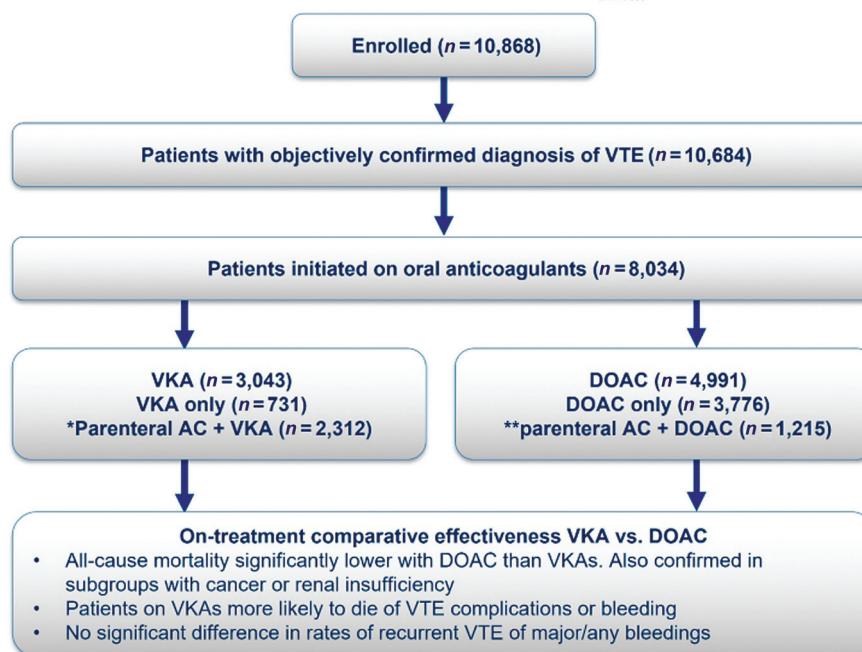 Enrolled (n = 10,868)
Patients with objectively confirmed diagnosis of VTE (n = 10,684)
Patients initiated on oral anticoagulants (n = 8,034)
VKA (n = 3,043)
VKA only (n = 731)
*Parenteral AC + VKA (n = 2,312)
DOAC (n = 4,991)
DOAC only (n = 3,776)
**parenteral AC + DOAC (n = 1,215)
On-treatment comparative effectiveness VKA vs. DOAC
• All-cause mortality significantly lower with DOAC than VKAs. Also confirmed in
subgroups with cancer or renal insufficiency
• Patients on VKAs more likely to die of VTE complications or bleeding
• No significant difference in rates of recurrent VTE of major/any bleedings